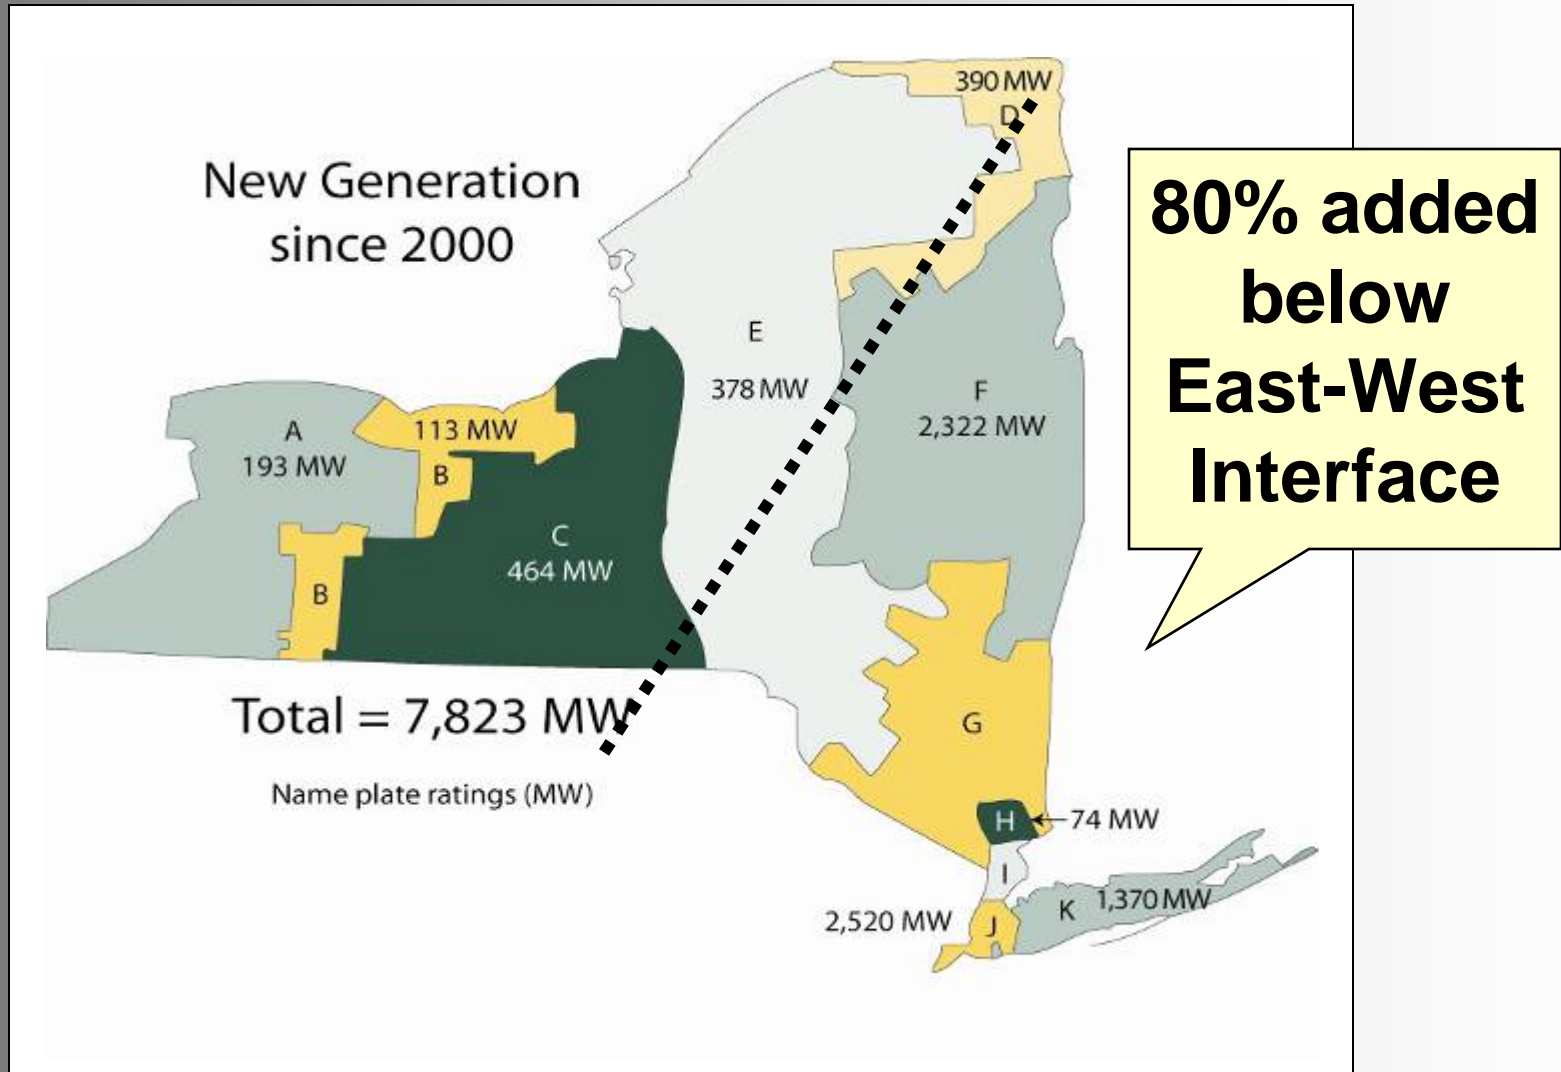 New Generation
since 2000
390 MW
D
80% added
below
East-West
Interface
E
378 MW
F
2,322 MW
A
193 MW
113 MW
B
C
464 MW
B
Total = 7,823 MW
Name plate ratings (MW)
G
H
74 MW
I
2,520 MW
J
K
1,370 MW